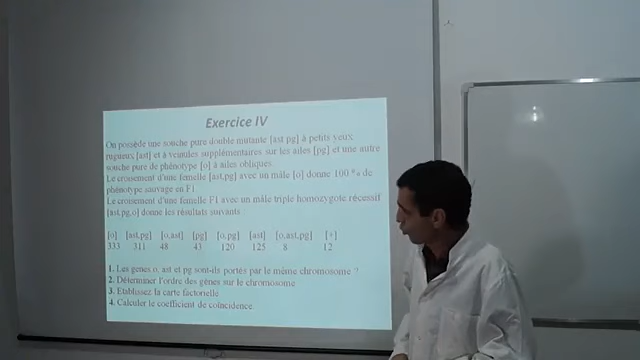 Exercice IV
On possède une souche pure double mutante [ast pg] à petits yeux
rugueux [ast] et à veinules supplémentaires sur les ailes [pg] et une autre
souche pure de phénotype [o] à ailes obliques
Le croisement d'une femelle [ast,pg] avec un mâle [o] donne 100 % de
phénotype sauvage en F1
Le croisement d'une femelle F1 avec un mâle triple homozygote récessif
[ast,pg,o] donne les résultats suivants
[o] [ast,pg] [o,ast] [pg] [o,pg] [ast] [o,ast,pg] [+]
333 311 48 43 120 125 8 12
1. Les gènes o, ast et pg sont-ils portés par le même chromosome ?
2. Déterminer l'ordre des gènes sur le chromosome
3. Etablissez la carte factorielle
4. Calculer le coefficient de coïncidence